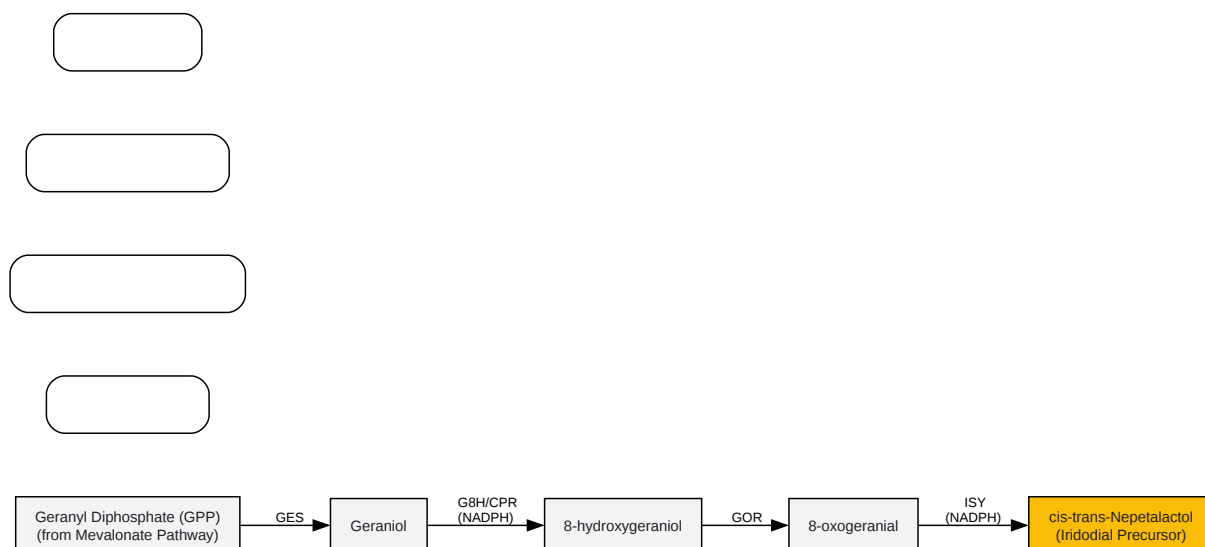 Geranyl Diphosphate (GPP)
(from Mevalonate Pathway)
GES
Geraniol
G8H/CPR
(NADPH)
8-hydroxygeraniol
GOR
8-oxogeranial
ISY
(NADPH)
cis-trans-Nepetalactol
(Iridodial Precursor)